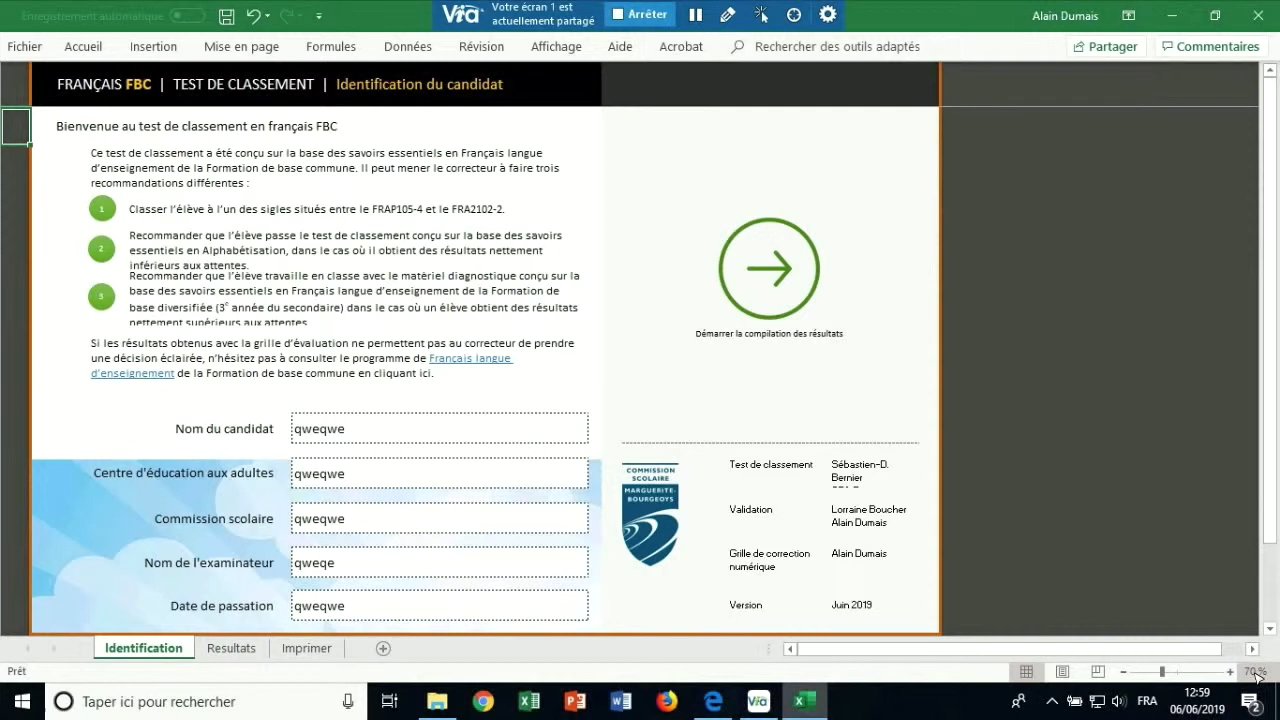 Enregistrement automatique
Votre écran 1 est
actuellement partagé
Arrêter
Alain Dumais
Fichier
Accueil
Insertion
Mise en page
Formules
Données
Révision
Affichage
Aide
Acrobat
Rechercher des outils adaptés
Partager
Commentaires
FRANÇAIS FBC | TEST DE CLASSEMENT | Identification du candidat
Bienvenue au test de classement en français FBC
Ce test de classement a été conçu sur la base des savoirs essentiels en Français langue
d'enseignement de la Formation de base commune. Il peut mener le correcteur à faire trois
recommandations différentes :
1 Classer l'élève à l'un des sigles situés entre le FRAP105-4 et le FRA2102-2.
Recommander que l'élève passe le test de classement conçu sur la base des savoirs
2 essentiels en Alphabétisation, dans le cas où il obtient des résultats nettement
inférieurs aux attentes.
Recommander que l'élève travaille en classe avec le matériel diagnostique conçu sur la
3 base des savoirs essentiels en Français langue d'enseignement de la Formation de
base diversifiée (3e année du secondaire) dans le cas où un élève obtient des résultats
nettement supérieurs aux attentes
Si les résultats obtenus avec la grille d'évaluation ne permettent pas au correcteur de prendre
une décision éclairée, n'hésitez pas à consulter le programme de Français langue
d'enseignement de la Formation de base commune en cliquant ici.
Démarrer la compilation des résultats
Nom du candidat qweqwe
Centre d'éducation aux adultes qweqwe
Commission scolaire qweqwe
Nom de l'examinateur qweqe
Date de passation qweqwe
COMMISSION
SCOLAIRE
MARGUERITE-
BOURGEOYS
Test de classement Sébastien-D.
Bernier
Validation Lorraine Boucher
Alain Dumais
Grille de correction Alain Dumais
numérique
Version Juin 2019
Identification
Resultats
Imprimer
Prêt
70 %
Taper ici pour rechercher
FRA
12:59
06/06/2019
2